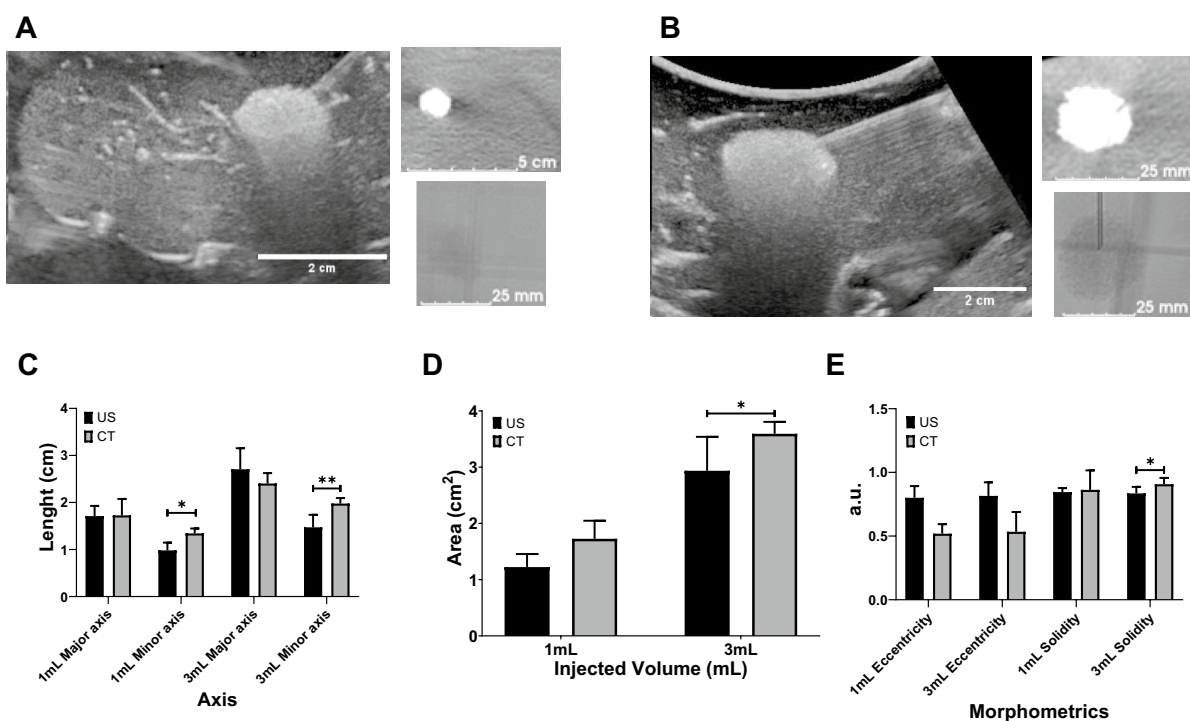 A
B
5 cm
25 mm
2 cm
25 mm
25 mm
2 cm
C
D
E
US
CT
4
3
2
1
0
Lenght (cm)
*
**
1mL Major axis
1mL Minor axis
3mL Major axis
3mL Minor axis
Axis
US
CT
4
3
2
1
0
Area (cm²)
*
1mL
3mL
Injected Volume (mL)
US
CT
1.5
1.0
0.5
0.0
a.u.
*
1mL Eccentricity
3mL Eccentricity
1mL Solidity
3mL Solidity
Morphometrics